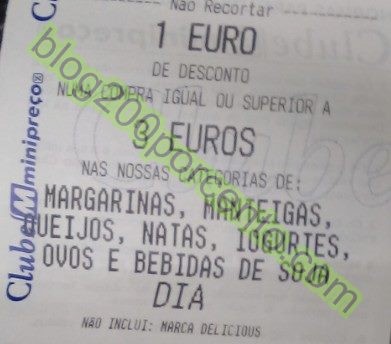 Não Recortar
1 EURO
DE DESCONTO
NUMA COMPRA IGUAL OU SUPERIOR A
3 EUROS
NAS NOSSAS CATEGORIAS DE:
MARGARINAS, MANTEIGAS,
QUEIJOS, NATAS, IOGURTES,
OVOS E BEBIDAS DE SOJA
DIA
NÃO INCLUI: MARCA DELICIOUS
Clube M minipreço
blog200porcento.com